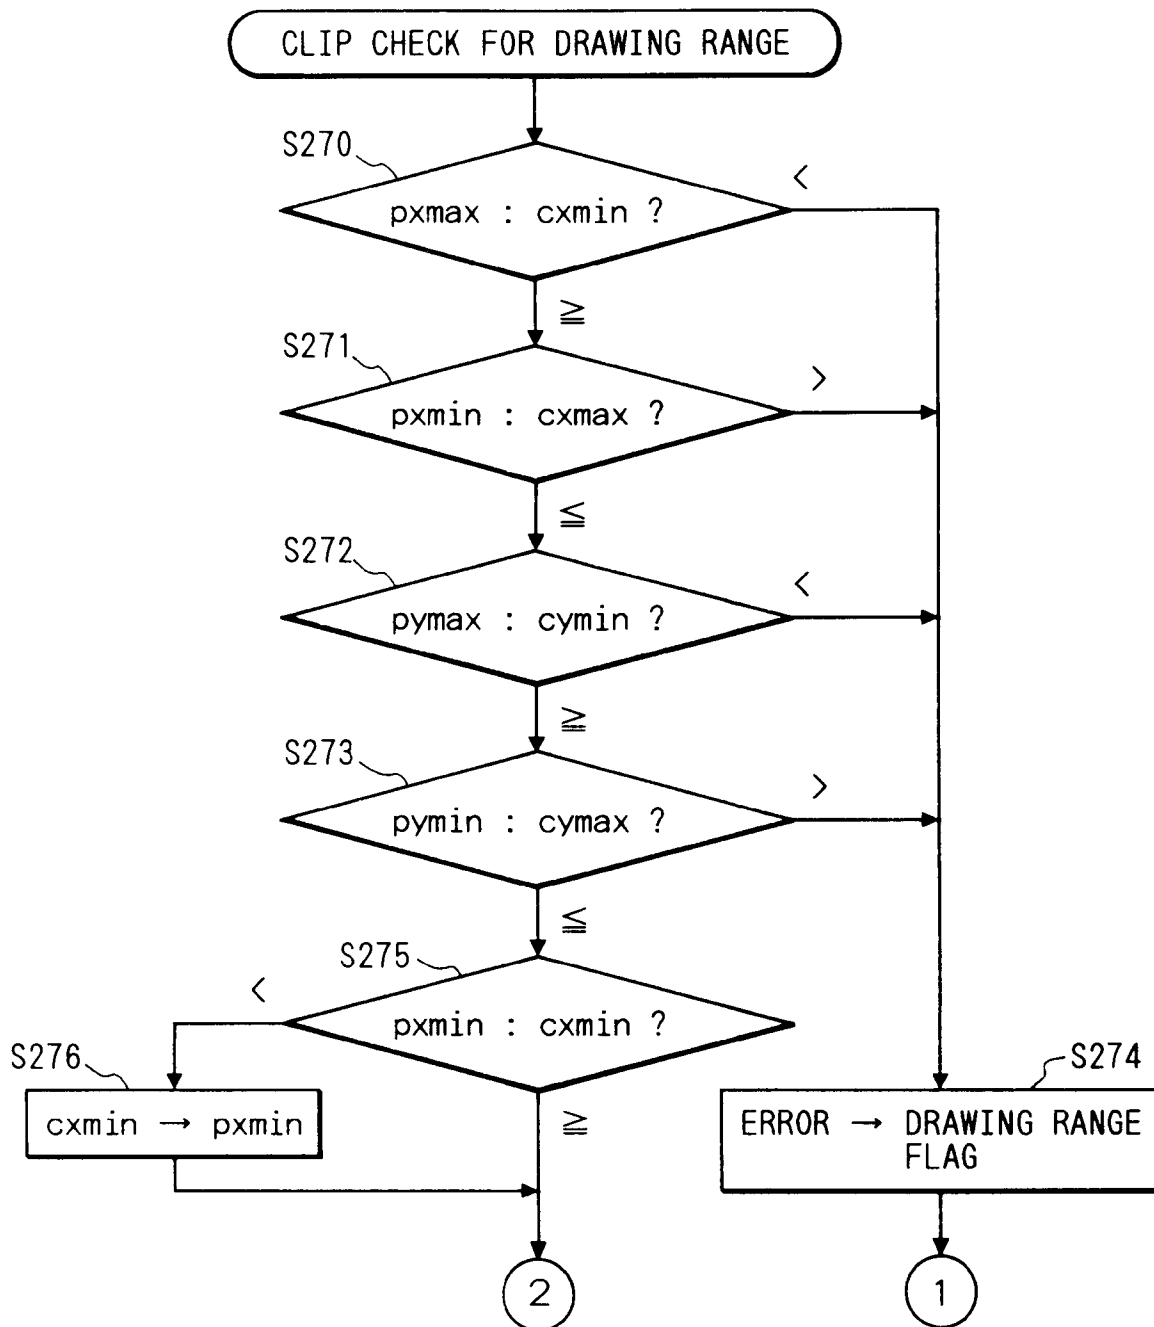 CLIP CHECK FOR DRAWING RANGE
S270
<
pxmax : cxmin ?
≧
S271
>
pxmin : cxmax ?
≦
S272
<
pymax : cymin ?
≧
S273
>
pymin : cymax ?
≦
S275
<
pxmin : cxmin ?
S276
S274
≧
cxmin → pxmin
ERROR → DRAWING RANGE
FLAG
2
1